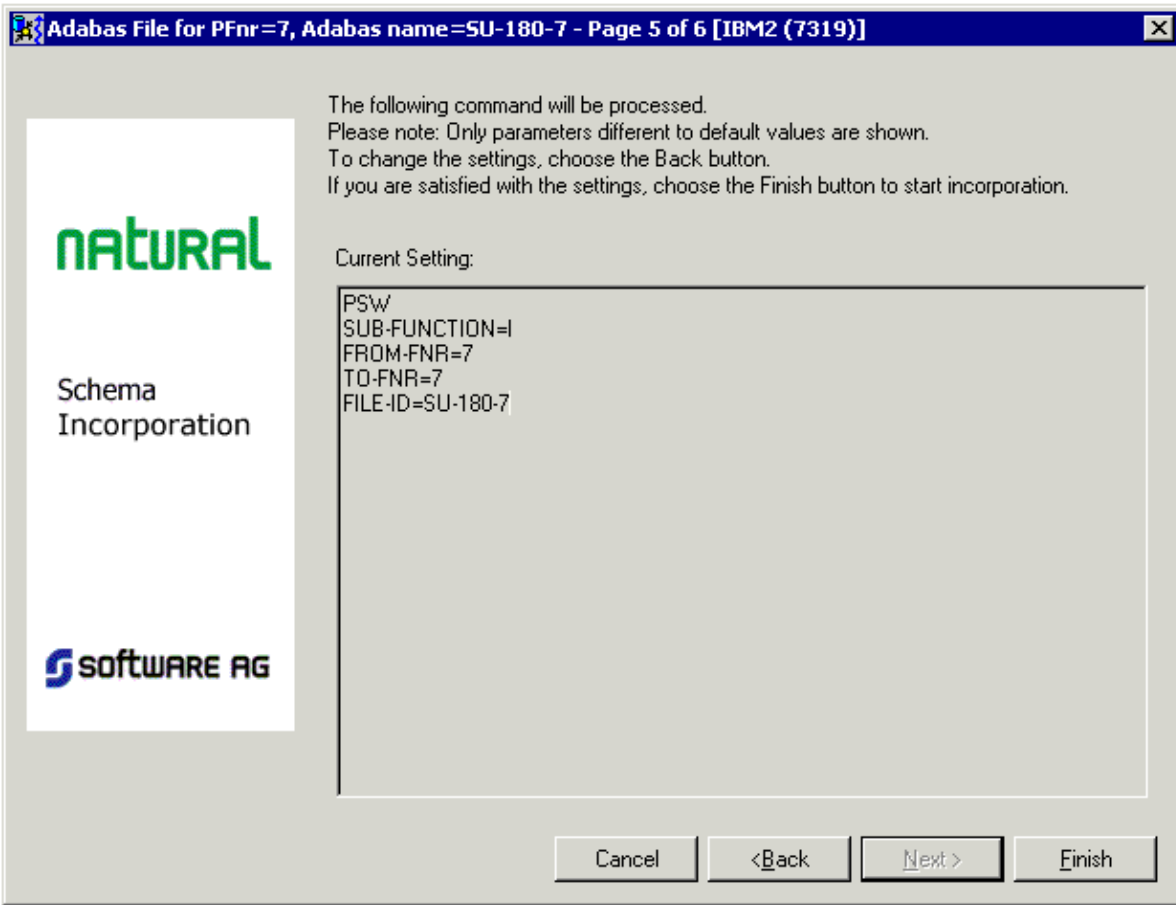 Adabas File for PFnr=7, Adabas name=SU-180-7 - Page 5 of 6 [IBM2 (7319)]
The following command will be processed.
Please note: Only parameters different to default values are shown.
To change the settings, choose the Back button.
If you are satisfied with the settings, choose the Finish button to start incorporation.
natural
Schema
Incorporation
software AG
Current Setting:
PSW
SUB-FUNCTION=I
FROM-FNR=7
TO-FNR=7
FILE-ID=SU-180-7
Cancel
<Back
Next >
Finish